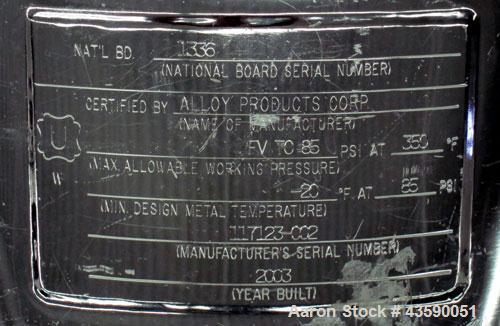 NAT'L BD. 1336
(NATIONAL BOARD SERIAL NUMBER)
CERTIFIED BY ALLOY PRODUCTS CORP.
(NAME OF MANUFACTURER)
U
FV TO 85 PSI AT 350 °F
(MAX. ALLOWABLE WORKING PRESSURE)
W
-20 °F. AT 85 PSI
(MIN. DESIGN METAL TEMPERATURE)
117123-002
(MANUFACTURER'S SERIAL NUMBER)
2003
(YEAR BUILT)
Aaron Stock #43590051